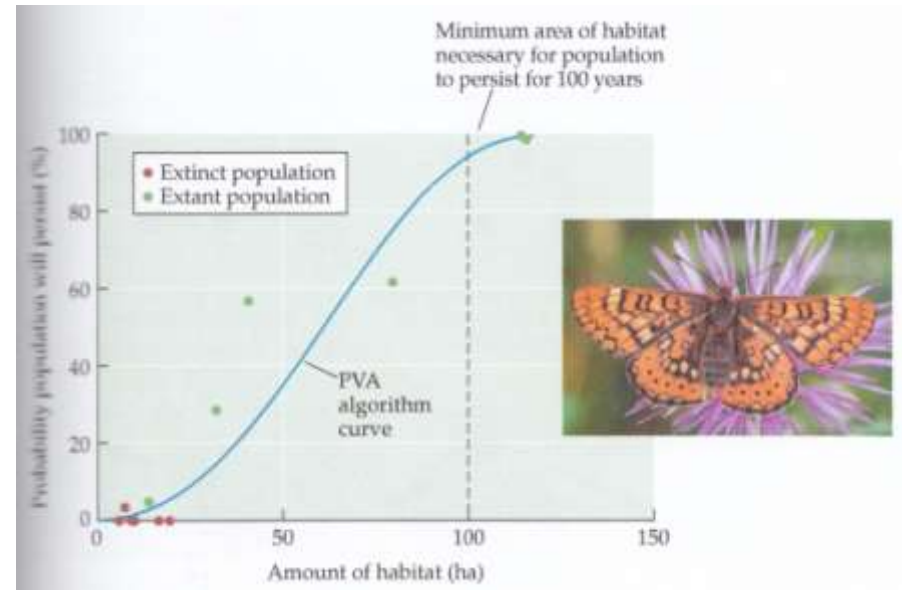 Minimum area of habitat
necessary for population
to persist for 100 years
100
80
60
40
20
0
Probability population will persist (%)
Extinct population
Extant population
PVA
algorithm
curve
0
50
100
150
Amount of habitat (ha)